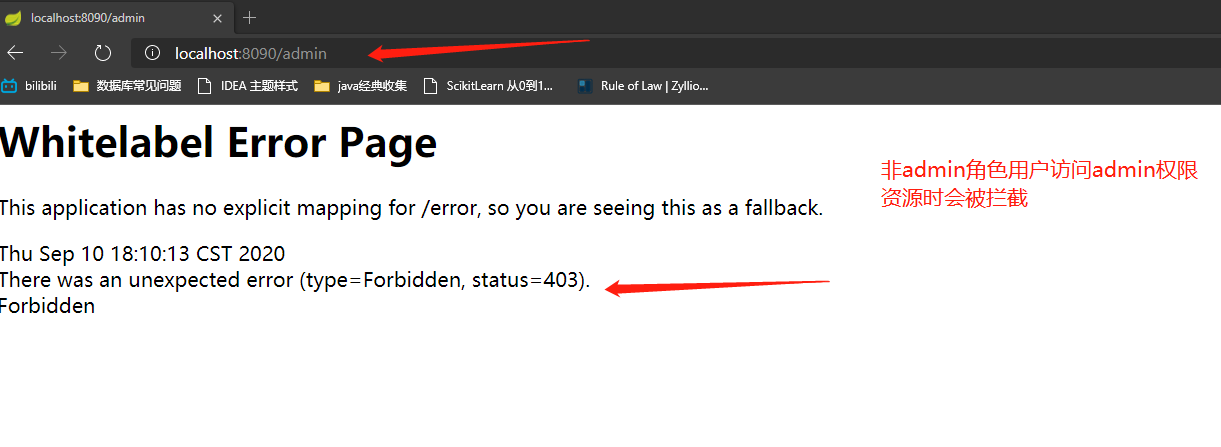 localhost:8090/admin
localhost:8090/admin
bilibili 数据库常见问题 IDEA 主题样式 java经典收集 ScikitLearn 从0到1... Rule of Law | Zyllio...
Whitelabel Error Page
This application has no explicit mapping for /error, so you are seeing this as a fallback.
非admin角色用户访问admin权限
资源时会被拦截
Thu Sep 10 18:10:13 CST 2020
There was an unexpected error (type=Forbidden, status=403).
Forbidden